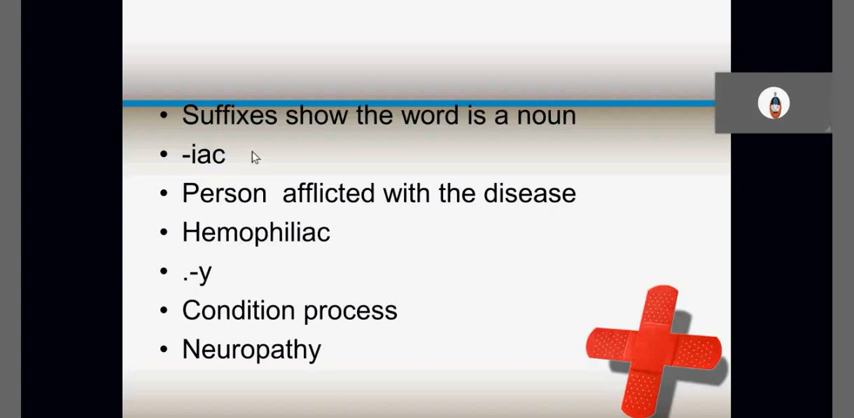 • Suffixes show the word is a noun
• -iac
• Person  afflicted with the disease
• Hemophiliac
• .-y
• Condition process
• Neuropathy